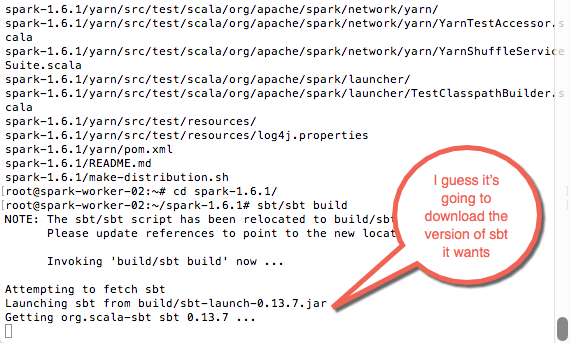 spark-1.6.1/yarn/src/test/scala/org/apache/spark/network/yarn/
spark-1.6.1/yarn/src/test/scala/org/apache/spark/network/yarn/YarnTestAccessor.s
cala
spark-1.6.1/yarn/src/test/scala/org/apache/spark/network/yarn/YarnShuffleService
Suite.scala
spark-1.6.1/yarn/src/test/scala/org/apache/spark/launcher/
spark-1.6.1/yarn/src/test/scala/org/apache/spark/launcher/TestClasspathBuilder.s
cala
spark-1.6.1/yarn/src/test/resources/
spark-1.6.1/yarn/src/test/resources/log4j.properties
spark-1.6.1/yarn/pom.xml
spark-1.6.1/README.md
spark-1.6.1/make-distribution.sh
[root@spark-worker-02:~# cd spark-1.6.1/
[root@spark-worker-02:~/spark-1.6.1# sbt/sbt build
NOTE: The sbt/sbt script has been relocated to build/sbt
Please update references to point to the new locat
Invoking 'build/sbt build' now ...
Attempting to fetch sbt
Launching sbt from build/sbt-launch-0.13.7.jar
Getting org.scala-sbt sbt 0.13.7 ...
I guess it's
going to
download the
version of sbt
it wants